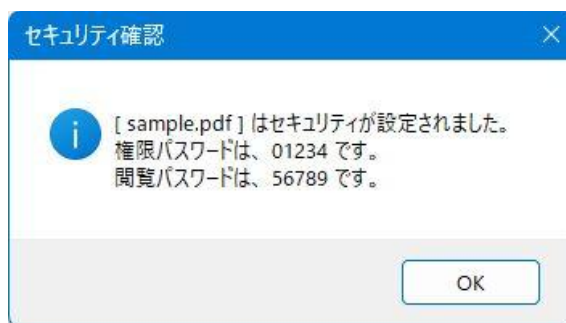 セキュリティ確認
[ sample.pdf ] はセキュリティが設定されました。
権限パスワードは、 01234 です。
閲覧パスワードは、 56789 です。
OK